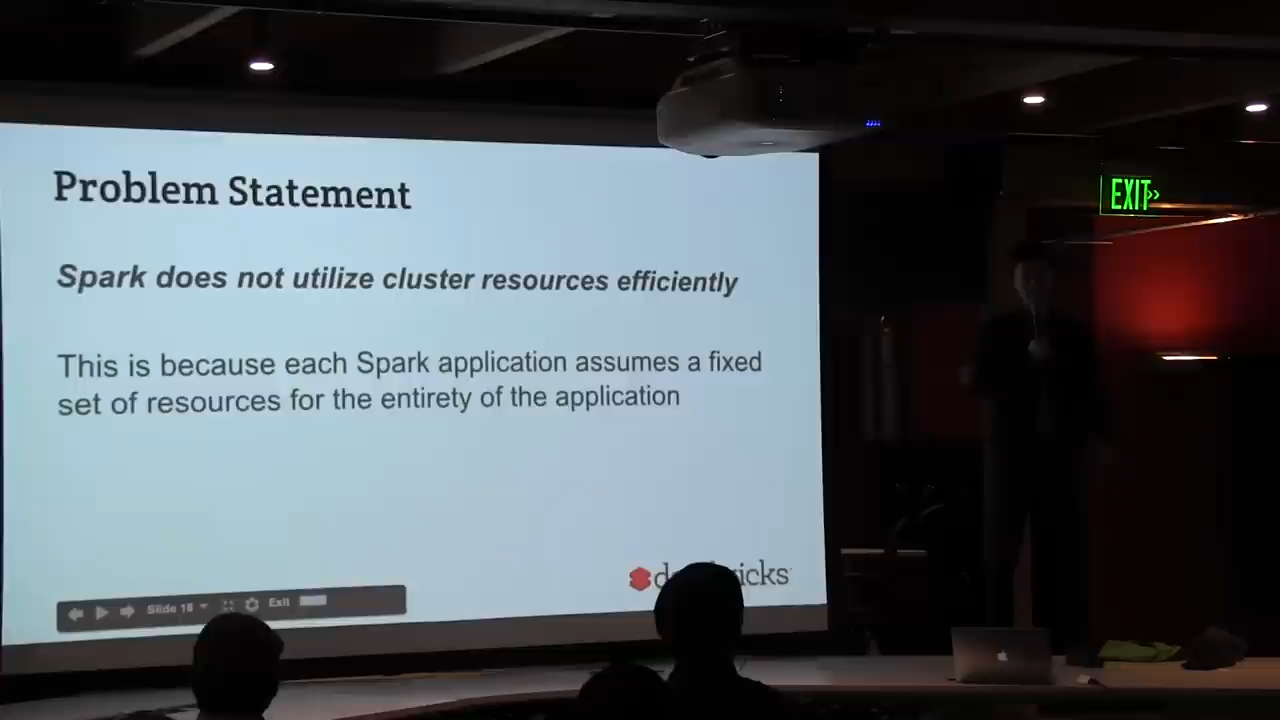 Problem Statement
Spark does not utilize cluster resources efficiently
This is because each Spark application assumes a fixed
set of resources for the entirety of the application
Slide 16
Exit
EXIT